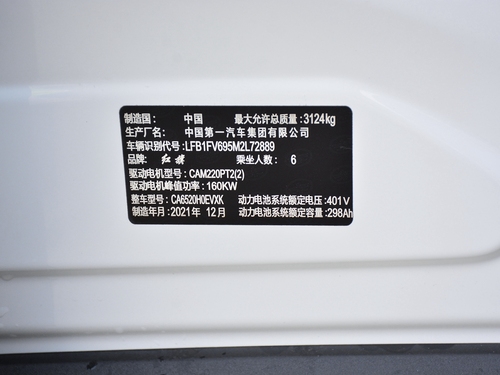 制造国： 中国 最大允许总质量：3124kg
生产厂名： 中国第一汽车集团有限公司
车辆识别代号：LFB1FV695M2L72889
品牌： 红旗 乘坐人数： 6
驱动电机型号：CAM220PT2(2)
驱动电机峰值功率：160KW
整车型号：CA6520H0EVXK 动力电池系统额定电压：401V
制造年月：2021年 12月 动力电池系统额定容量：298Ah